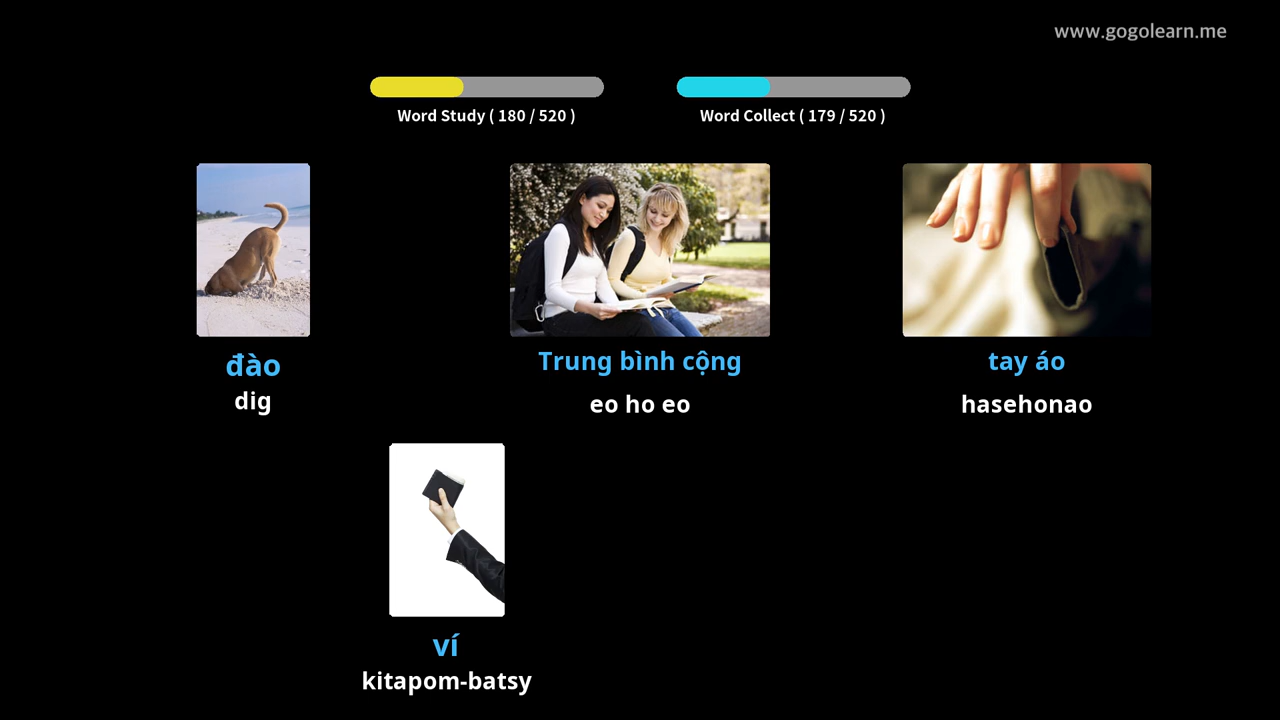 www.gogolearn.me
Word Study ( 180 / 520 )
Word Collect ( 179 / 520 )
đào
dig
Trung bình cộng
eo ho eo
tay áo
hasehonao
ví
kitapom-batsy